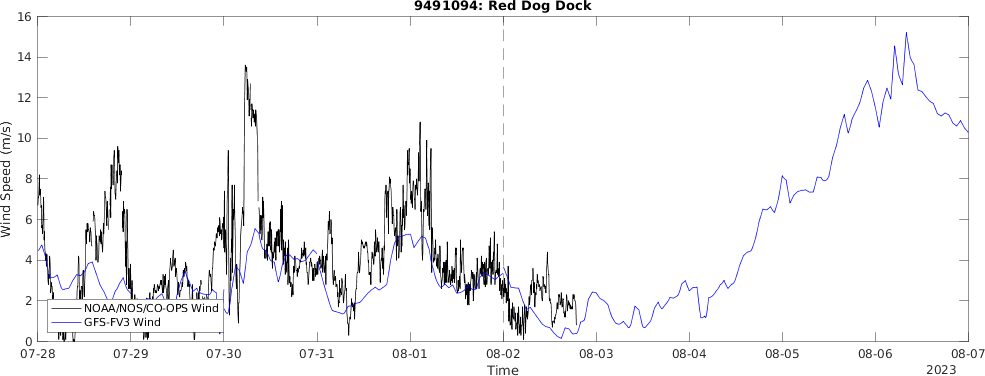 9491094: Red Dog Dock
16
14
12
10
8
6
4
2
0
Wind Speed (m/s)
NOAA/NOS/CO-OPS Wind
GFS-FV3 Wind
07-28 07-29 07-30 07-31 08-01 08-02 08-03 08-04 08-05 08-06 08-07
Time
2023